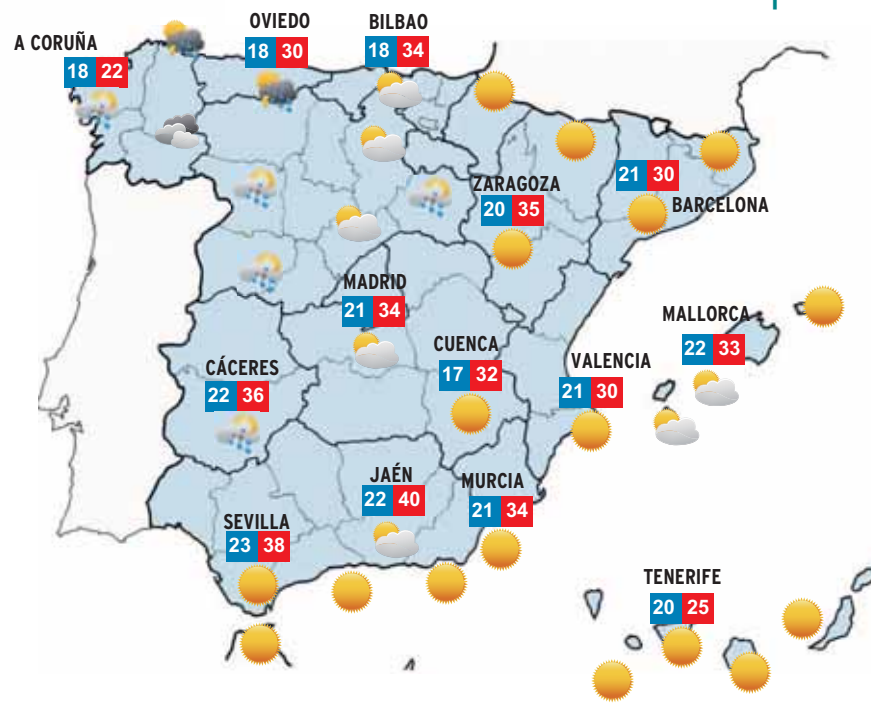 OVIEDO
18 30
BILBAO
18 34
A CORUÑA
18 22
ZARAGOZA
20 35
21 30
BARCELONA
MADRID
21 34
MALLORCA
22 33
CUENCA
17 32
VALENCIA
21 30
CÁCERES
22 36
JAÉN
22 40
MURCIA
21 34
SEVILLA
23 38
TENERIFE
20 25